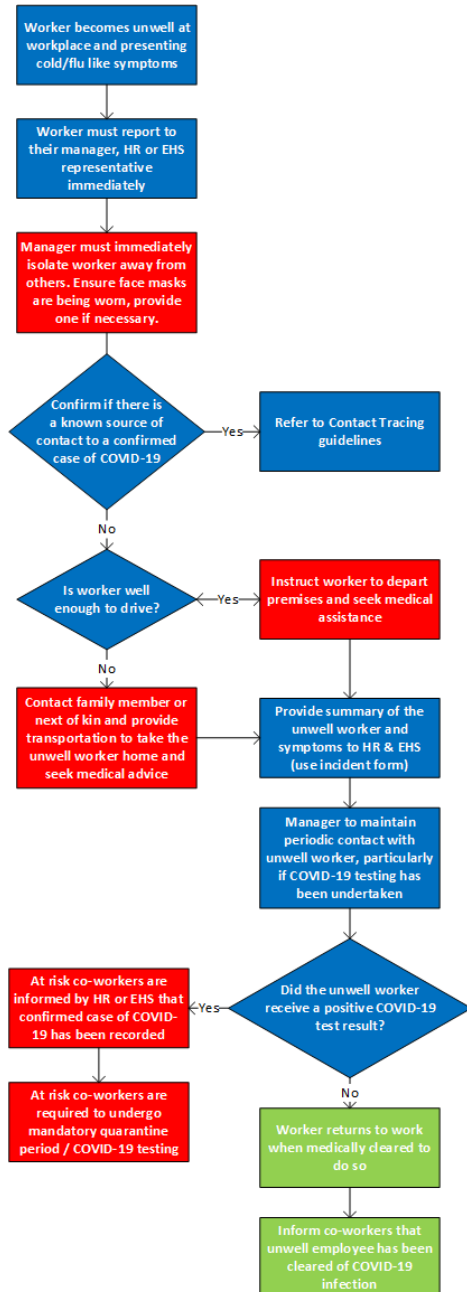 Worker becomes unwell at
workplace and presenting
cold/flu like symptoms
Worker must report to
their manager, HR or EHS
representative
immediately
Manager must immediately
isolate worker away from
others. Ensure face masks
are being worn, provide
one if necessary.
Confirm if there is
a known source of
contact to a confirmed
case of COVID-19
Yes
Refer to Contact Tracing
guidelines
No
Is worker well
enough to drive?
Yes
Instruct worker to depart
premises and seek medical
assistance
No
Contact family member or
next of kin and provide
transportation to take the
unwell worker home and
seek medical advice
Provide summary of the
unwell worker and
symptoms to HR & EHS
(use incident form)
Manager to maintain
periodic contact with
unwell worker, particularly
if COVID-19 testing has
been undertaken
Did the unwell worker
receive a positive COVID-19
test result?
Yes
At risk co-workers are
informed by HR or EHS that
confirmed case of COVID-
19 has been recorded
At risk co-workers are
required to undergo
mandatory quarantine
period / COVID-19 testing
No
Worker returns to work
when medically cleared to
do so
Inform co-workers that
unwell employee has been
cleared of COVID-19
infection